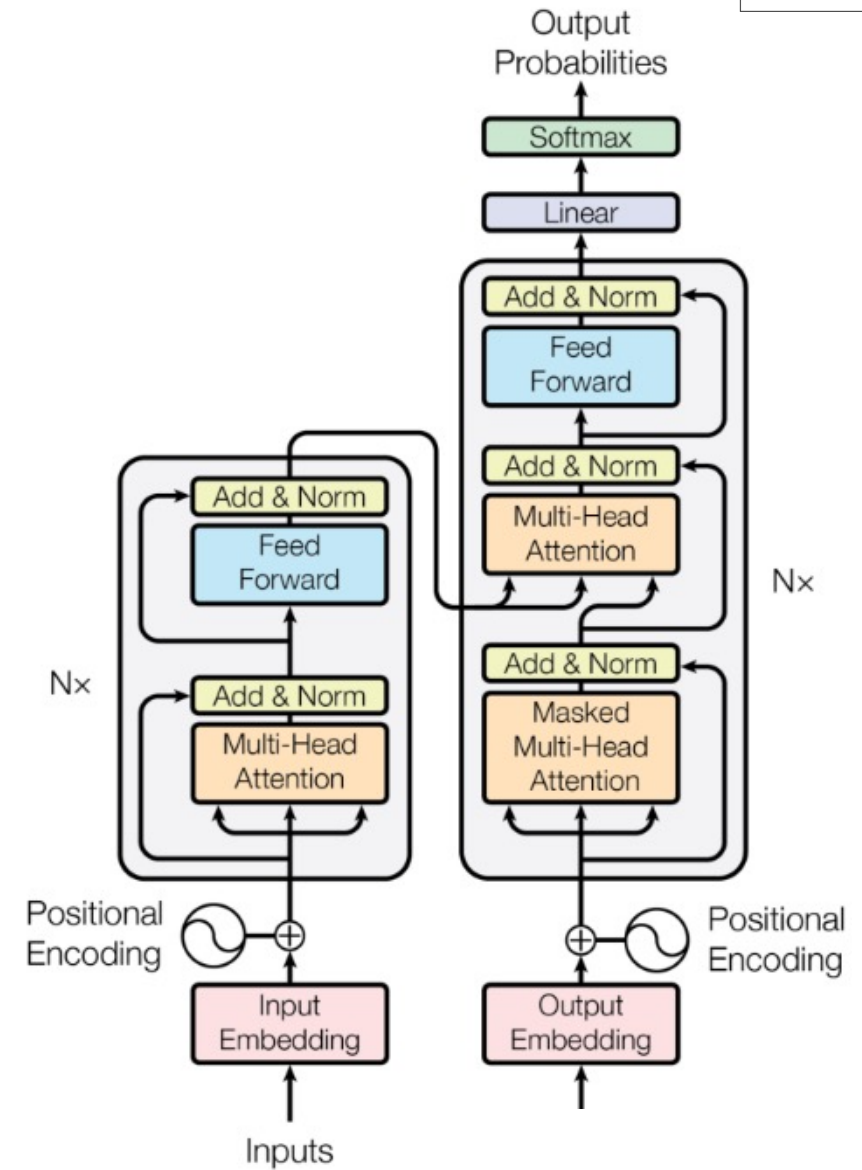 Output
Probabilities
Softmax
Linear
Add & Norm
Feed
Forward
Add & Norm
Multi-Head
Attention
Add & Norm
Masked
Multi-Head
Attention
Nx
Add & Norm
Feed
Forward
Add & Norm
Multi-Head
Attention
Nx
Positional
Encoding
Input
Embedding
Inputs
Positional
Encoding
Output
Embedding